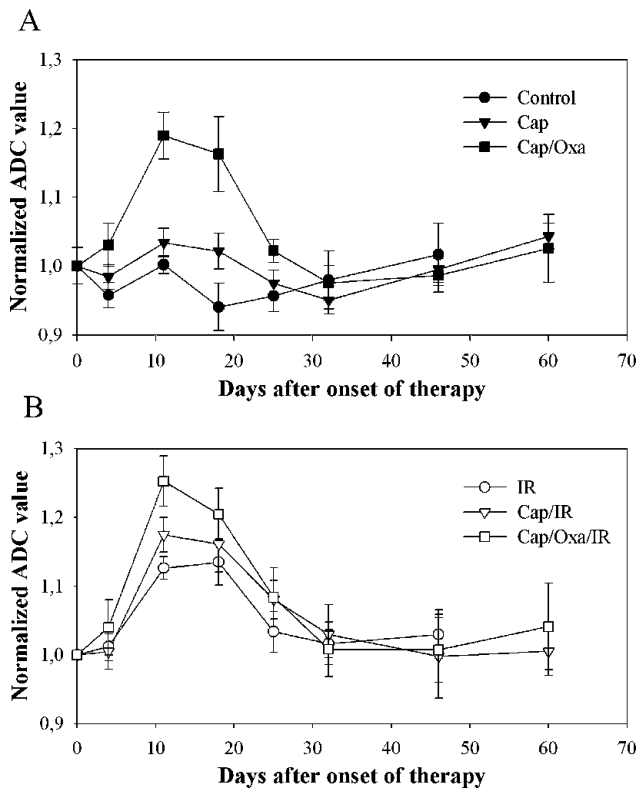 A
1,3
1,2
1,1
1,0
0,9
Normalized ADC value
Control
Cap
Cap/Oxa
0 10 20 30 40 50 60 70
Days after onset of therapy
B
1,3
1,2
1,1
1,0
0,9
Normalized ADC value
IR
Cap/IR
Cap/Oxa/IR
0 10 20 30 40 50 60 70
Days after onset of therapy